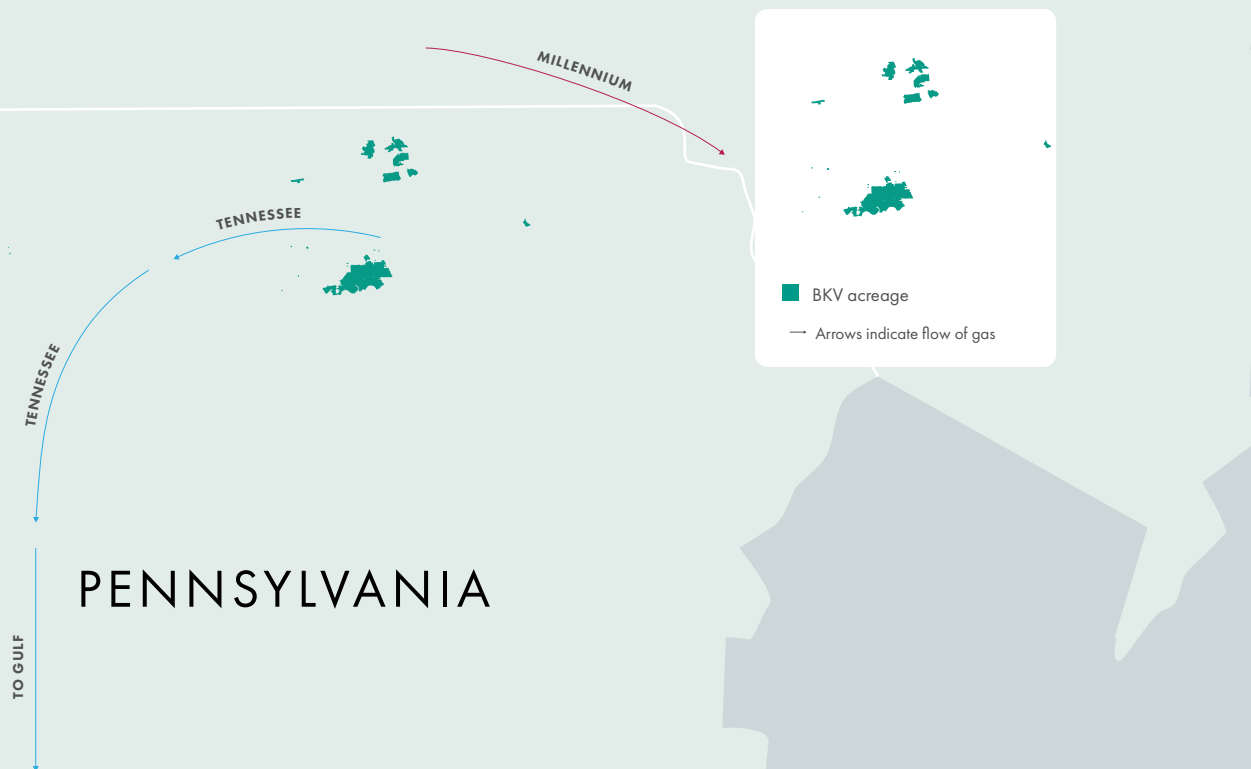 MILLENNIUM
TENNESSEE
TENNESSEE
PENNSYLVANIA
TO GULF
BKV acreage
Arrows indicate flow of gas